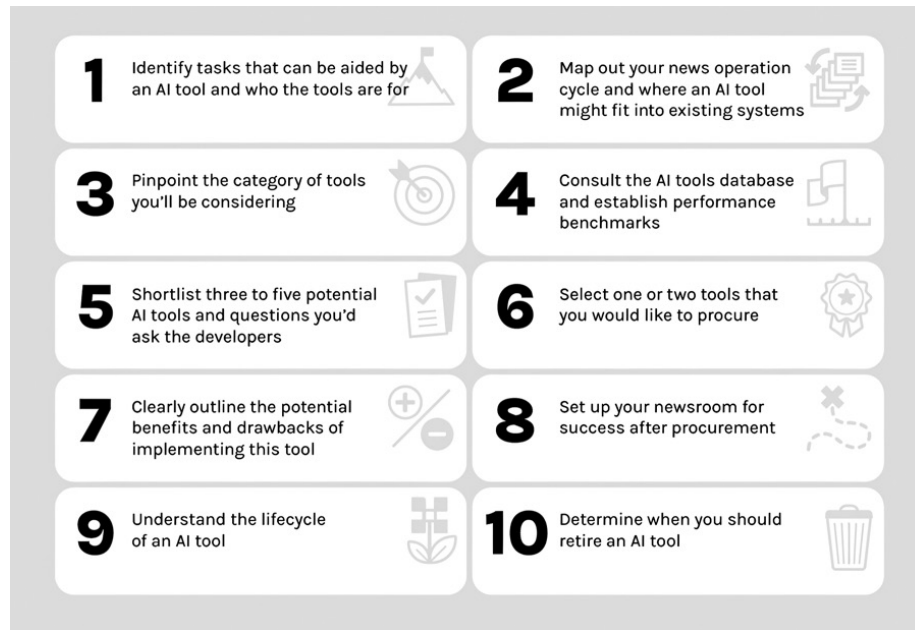 1
Identify tasks that can be aided by
an AI tool and who the tools are for
2
Map out your news operation
cycle and where an AI tool
might fit into existing systems
3
Pinpoint the category of tools
you'll be considering
4
Consult the AI tools database
and establish performance
benchmarks
5
Shortlist three to five potential
AI tools and questions you'd
ask the developers
6
Select one or two tools that
you would like to procure
7
Clearly outline the potential
benefits and drawbacks of
implementing this tool
8
Set up your newsroom for
success after procurement
9
Understand the lifecycle
of an AI tool
10
Determine when you should
retire an AI tool